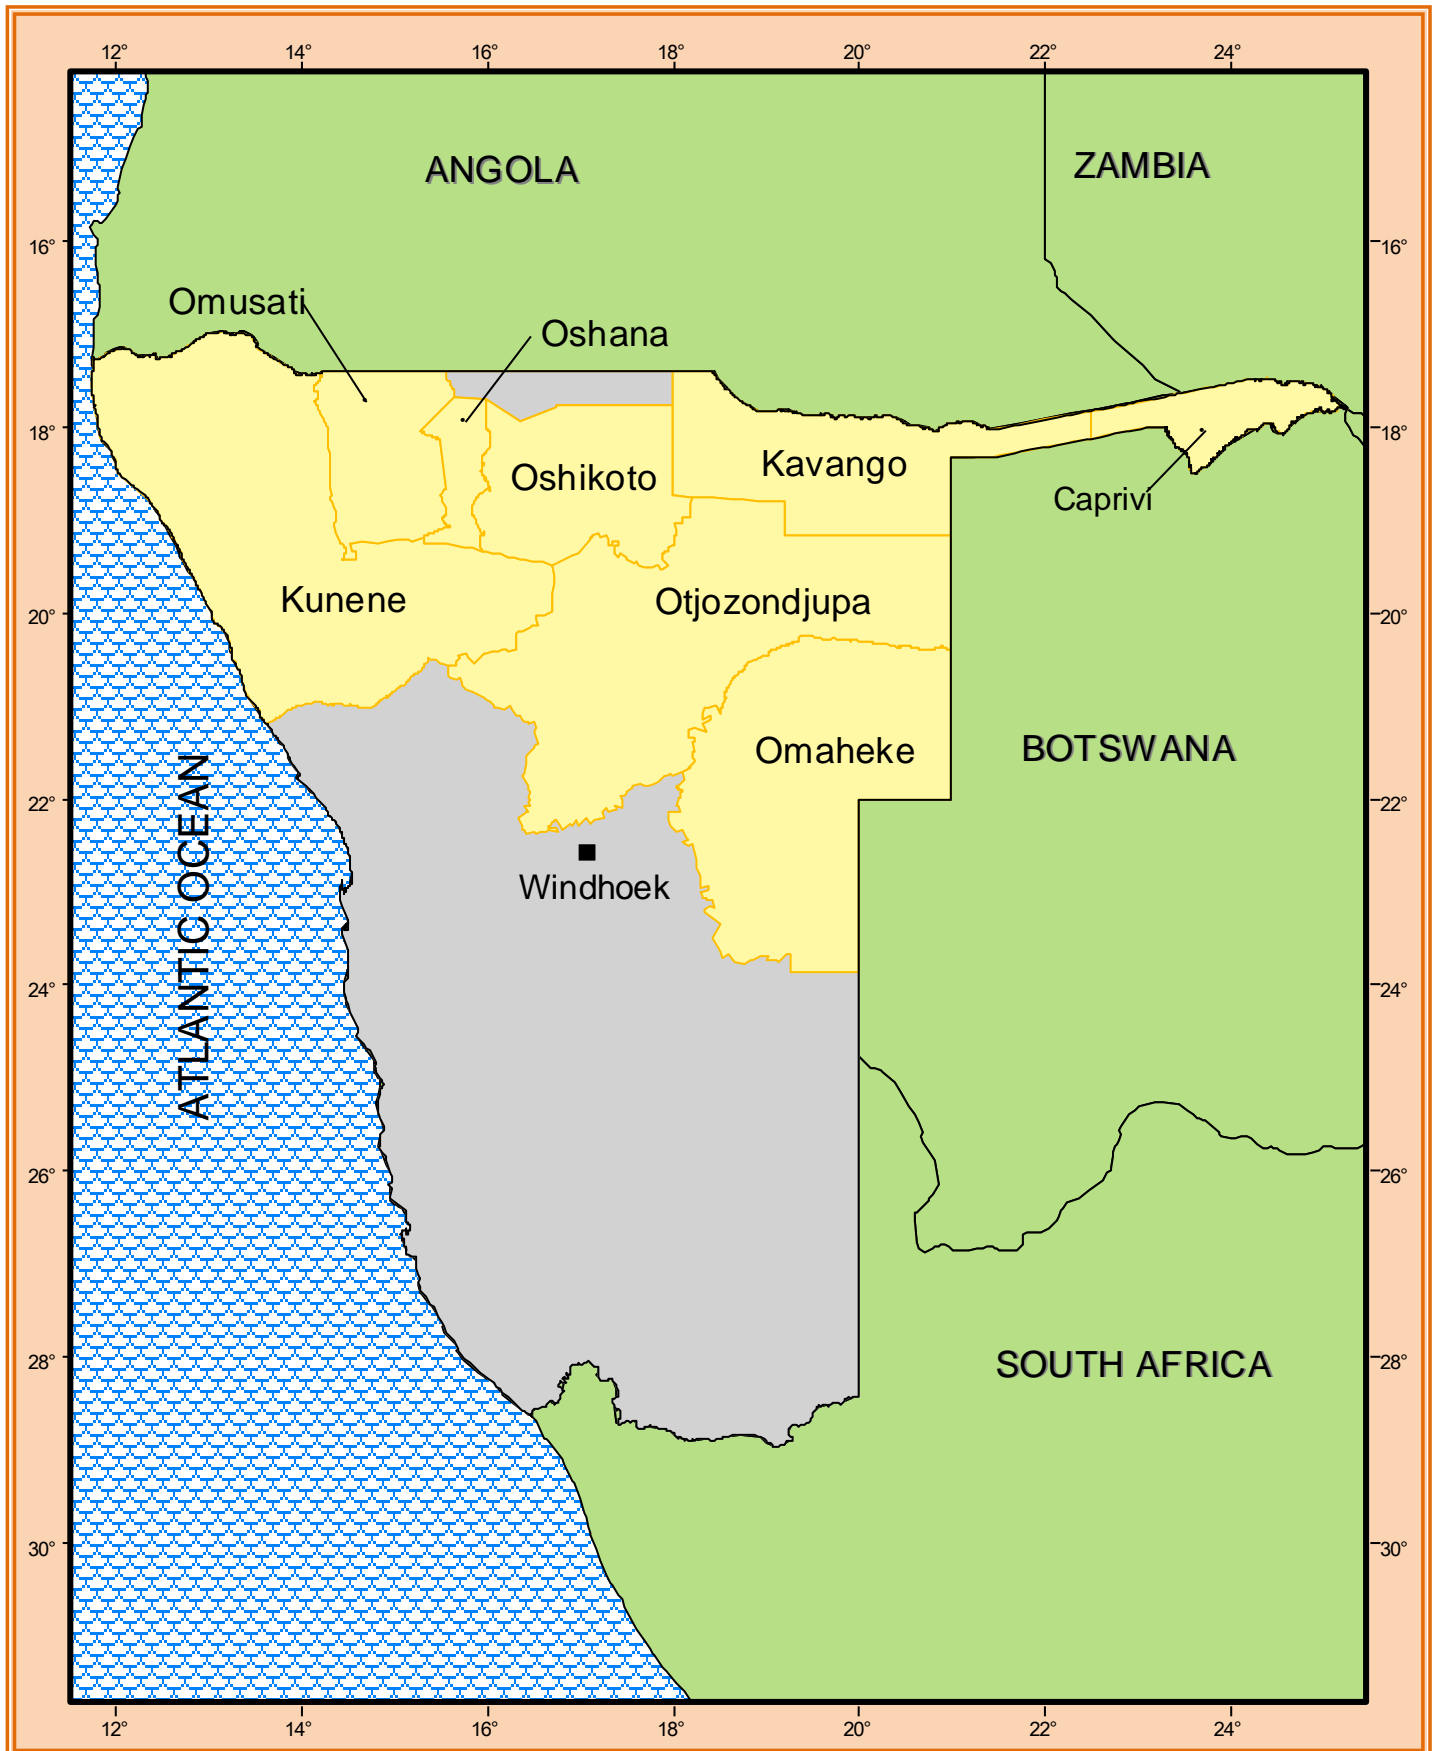 12° 14° 16° 18° 20° 22° 24°
ANGOLA
ZAMBIA
16° 16°
Omusati
Oshana
18° 18°
Oshikoto
Kavango
Caprivi
Kunene
Otjozondjupa
20° 20°
Omaheke
BOTSWANA
22° 22°
ATLANTIC OCEAN
Windhoek
24° 24°
26° 26°
28° 28°
SOUTH AFRICA
30° 30°
12° 14° 16° 18° 20° 22° 24°